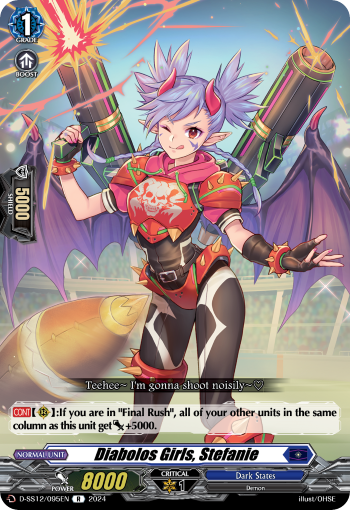 1
GRADE
BOOST
5000
SHIELD
Teehee~ I'm gonna shoot noisily~♡
CONT【】:If you are in "Final Rush", all of your other units in the same
column as this unit get +5000.
NORMAL UNIT
Diabolos Girls, Stefanie
POWER
8000
CRITICAL
1
Dark States
Demon
D-SS12/095EN R 2024
illust/OHSE